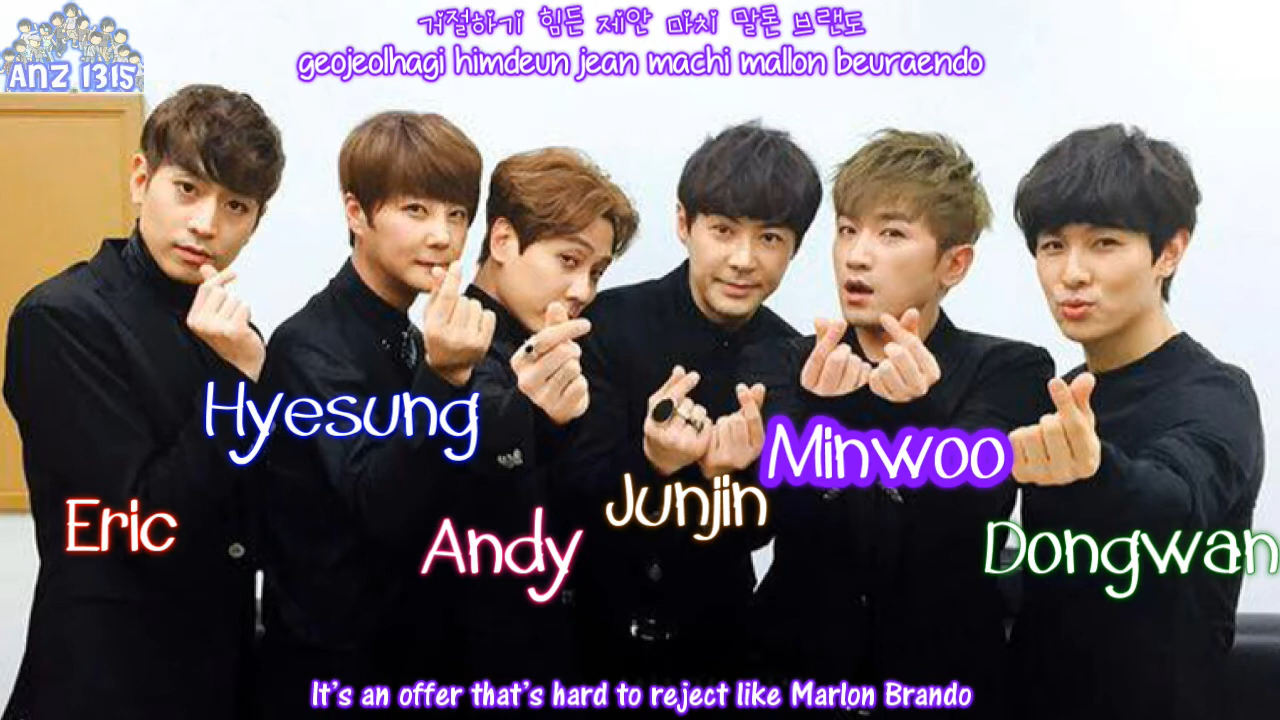 거절하기 힘든 제안 마치 말론 브랜도
geojeolhagi himdeun jean machi mallon beuraendo
ANZ 1315
Hyesung
Minwoo
Eric
Andy
Junjin
Dongwan
It's an offer that's hard to reject like Marlon Brando